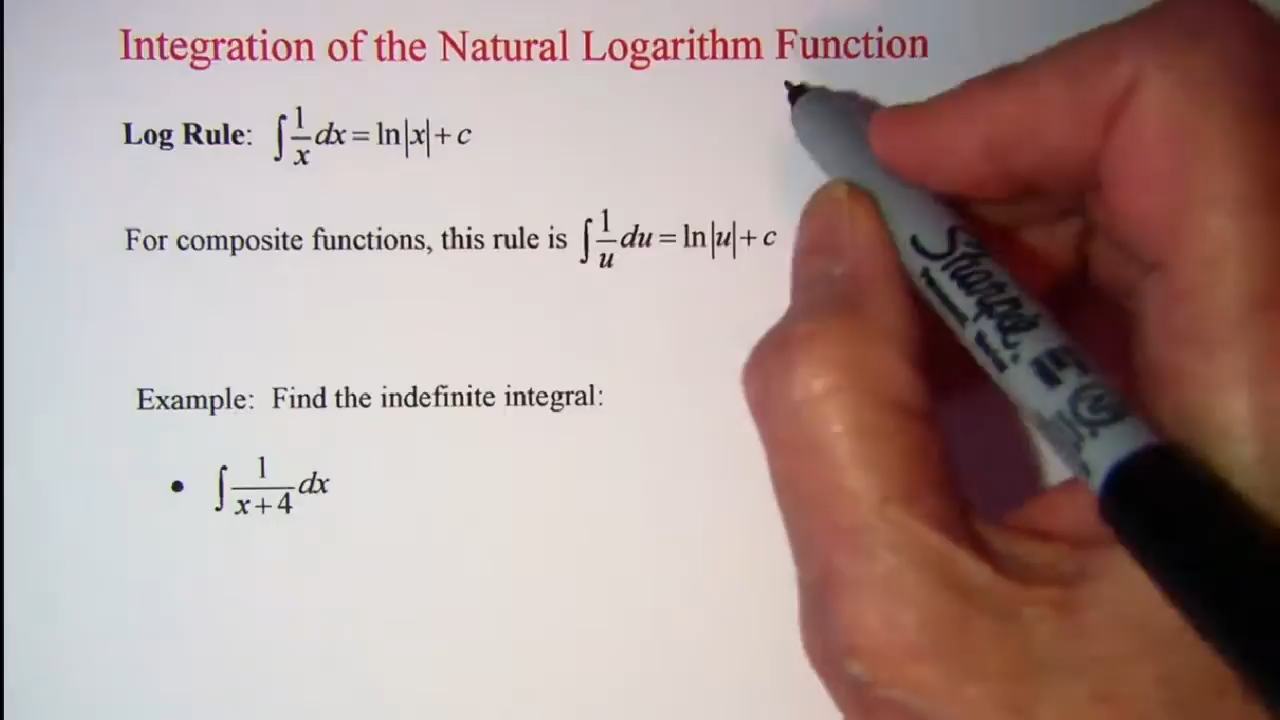 Integration of the Natural Logarithm Function
Log Rule: ∫ 1/x dx = ln|x| + c
For composite functions, this rule is ∫ 1/u du = ln|u| + c
Example: Find the indefinite integral:
• ∫ 1/(x+4) dx
Sharpie